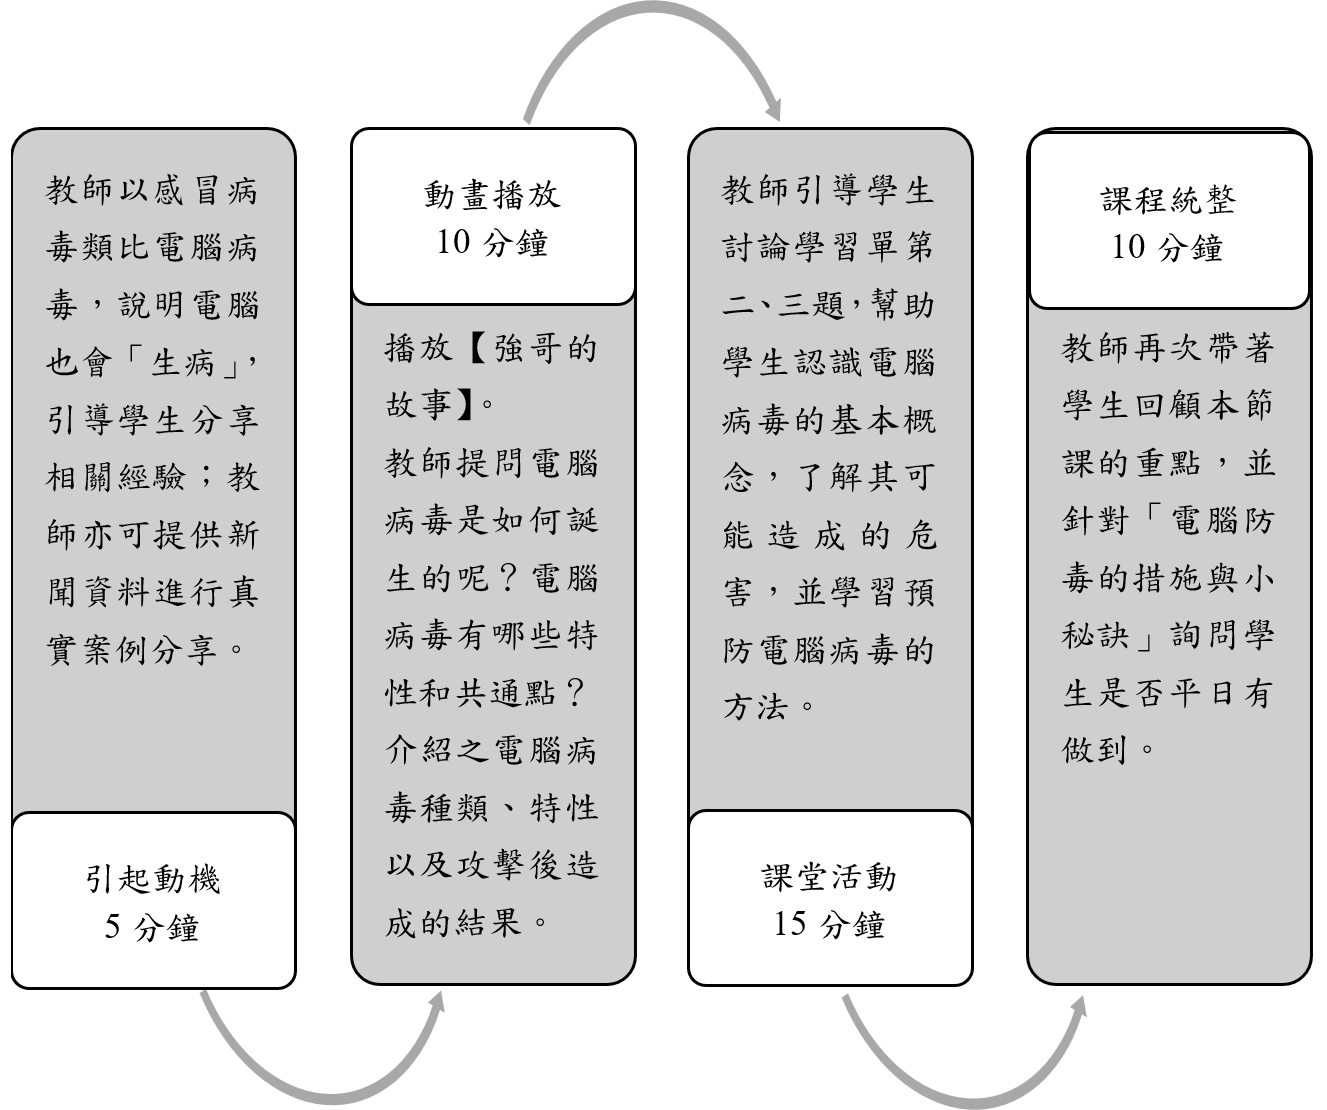 教師以感冒病
毒類比電腦病
毒，說明電腦
也會「生病」，
引導學生分享
相關經驗；教
師亦可提供新
聞資料進行真
實案例分享。
引起動機
5 分鐘
動畫播放
10 分鐘
播放【強哥的
故事】。
教師提問電腦
病毒是如何誕
生的呢？電腦
病毒有哪些特
性和共通點？
介紹之電腦病
毒種類、特性
以及攻擊後造
成的結果。
教師引導學生
討論學習單第
二、三題，幫助
學生認識電腦
病毒的基本概
念，了解其可
能造成的危
害，並學習預
防電腦病毒的
方法。
課堂活動
15 分鐘
課程統整
10 分鐘
教師再次帶著
學生回顧本節
課的重點，並
針對「電腦防
毒的措施與小
秘訣」詢問學
生是否平日有
做到。